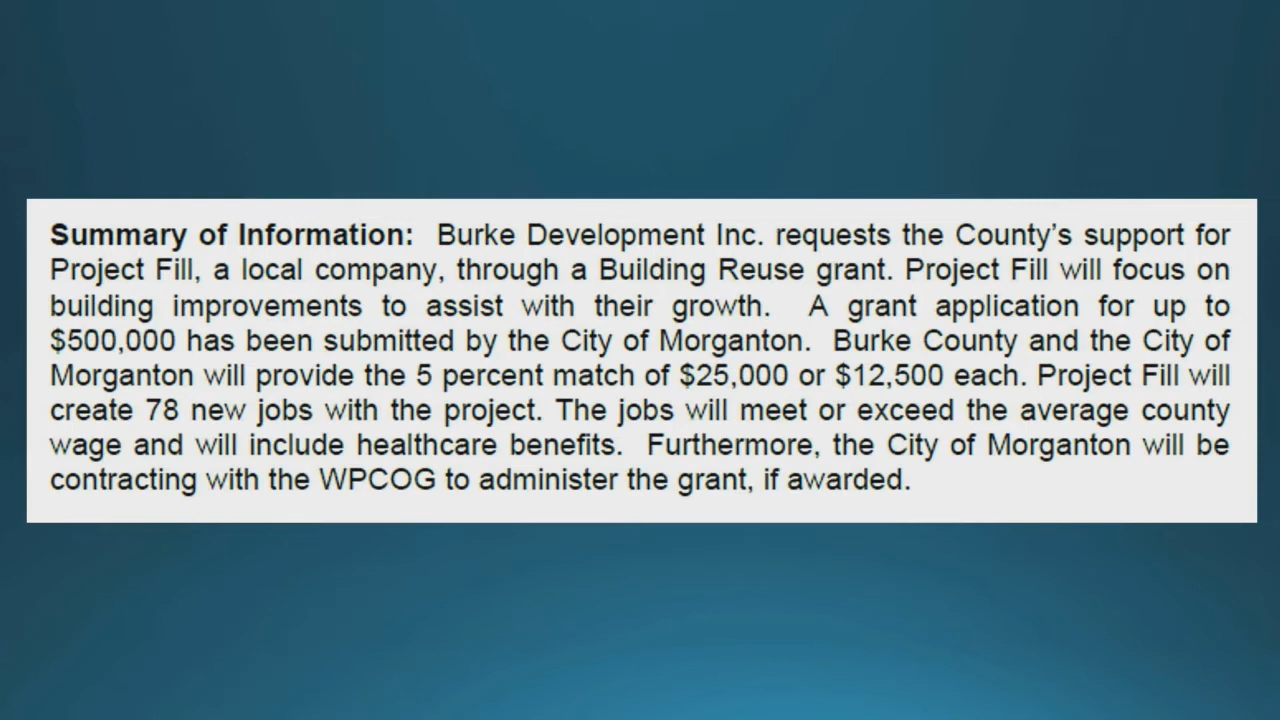 Summary of Information: Burke Development Inc. requests the County's support for
Project Fill, a local company, through a Building Reuse grant. Project Fill will focus on
building improvements to assist with their growth. A grant application for up to
$500,000 has been submitted by the City of Morganton. Burke County and the City of
Morganton will provide the 5 percent match of $25,000 or $12,500 each. Project Fill will
create 78 new jobs with the project. The jobs will meet or exceed the average county
wage and will include healthcare benefits. Furthermore, the City of Morganton will be
contracting with the WPCOG to administer the grant, if awarded.